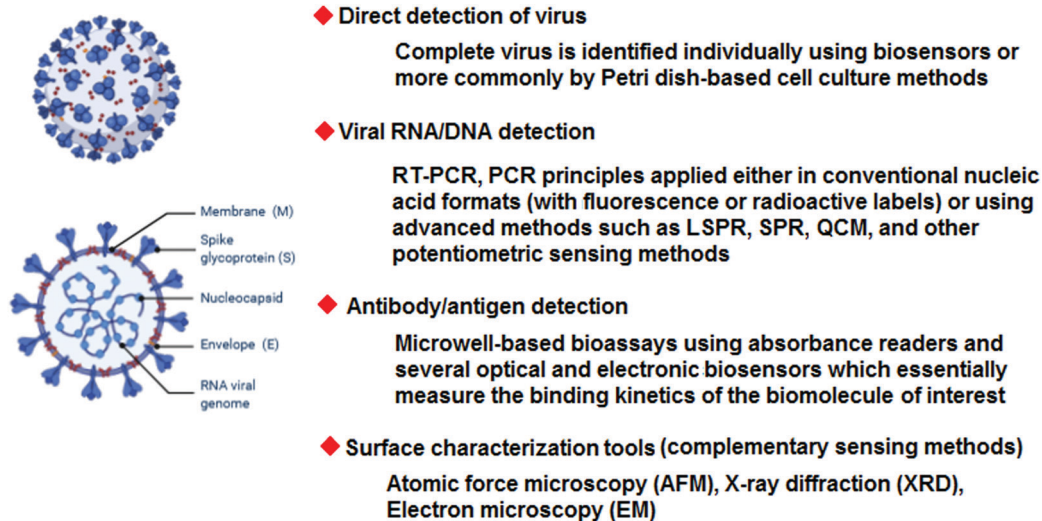 Direct detection of virus
Complete virus is identified individually using biosensors or
more commonly by Petri dish-based cell culture methods
Viral RNA/DNA detection
RT-PCR, PCR principles applied either in conventional nucleic
acid formats (with fluorescence or radioactive labels) or using
advanced methods such as LSPR, SPR, QCM, and other
potentiometric sensing methods
Membrane (M)
Spike
glycoprotein (S)
Nucleocapsid
Envelope (E)
RNA viral
genome
Antibody/antigen detection
Microwell-based bioassays using absorbance readers and
several optical and electronic biosensors which essentially
measure the binding kinetics of the biomolecule of interest
Surface characterization tools (complementary sensing methods)
Atomic force microscopy (AFM), X-ray diffraction (XRD),
Electron microscopy (EM)